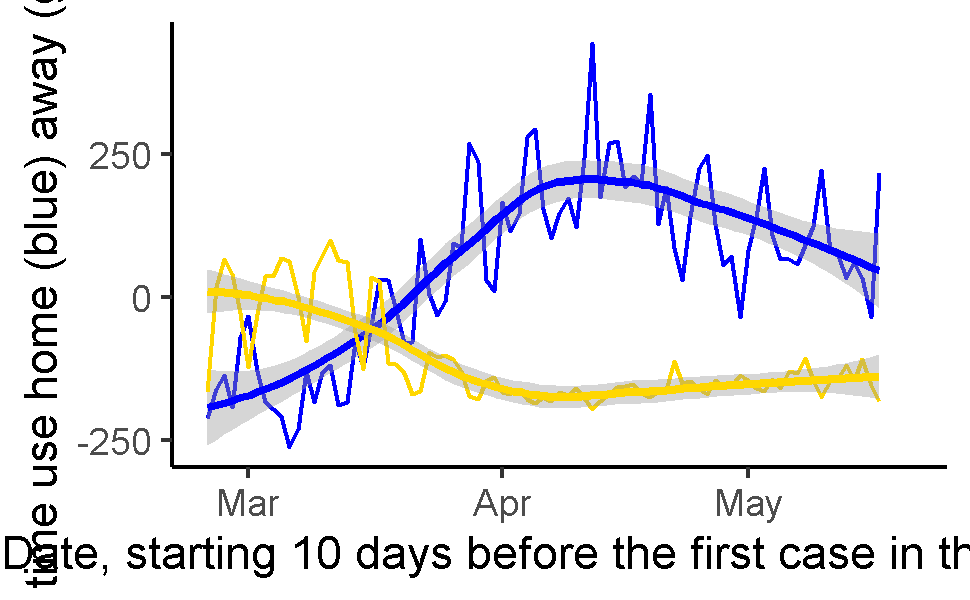 time use home (blue) away (
250
0
-250
Mar Apr May
Date, starting 10 days before the first case in th